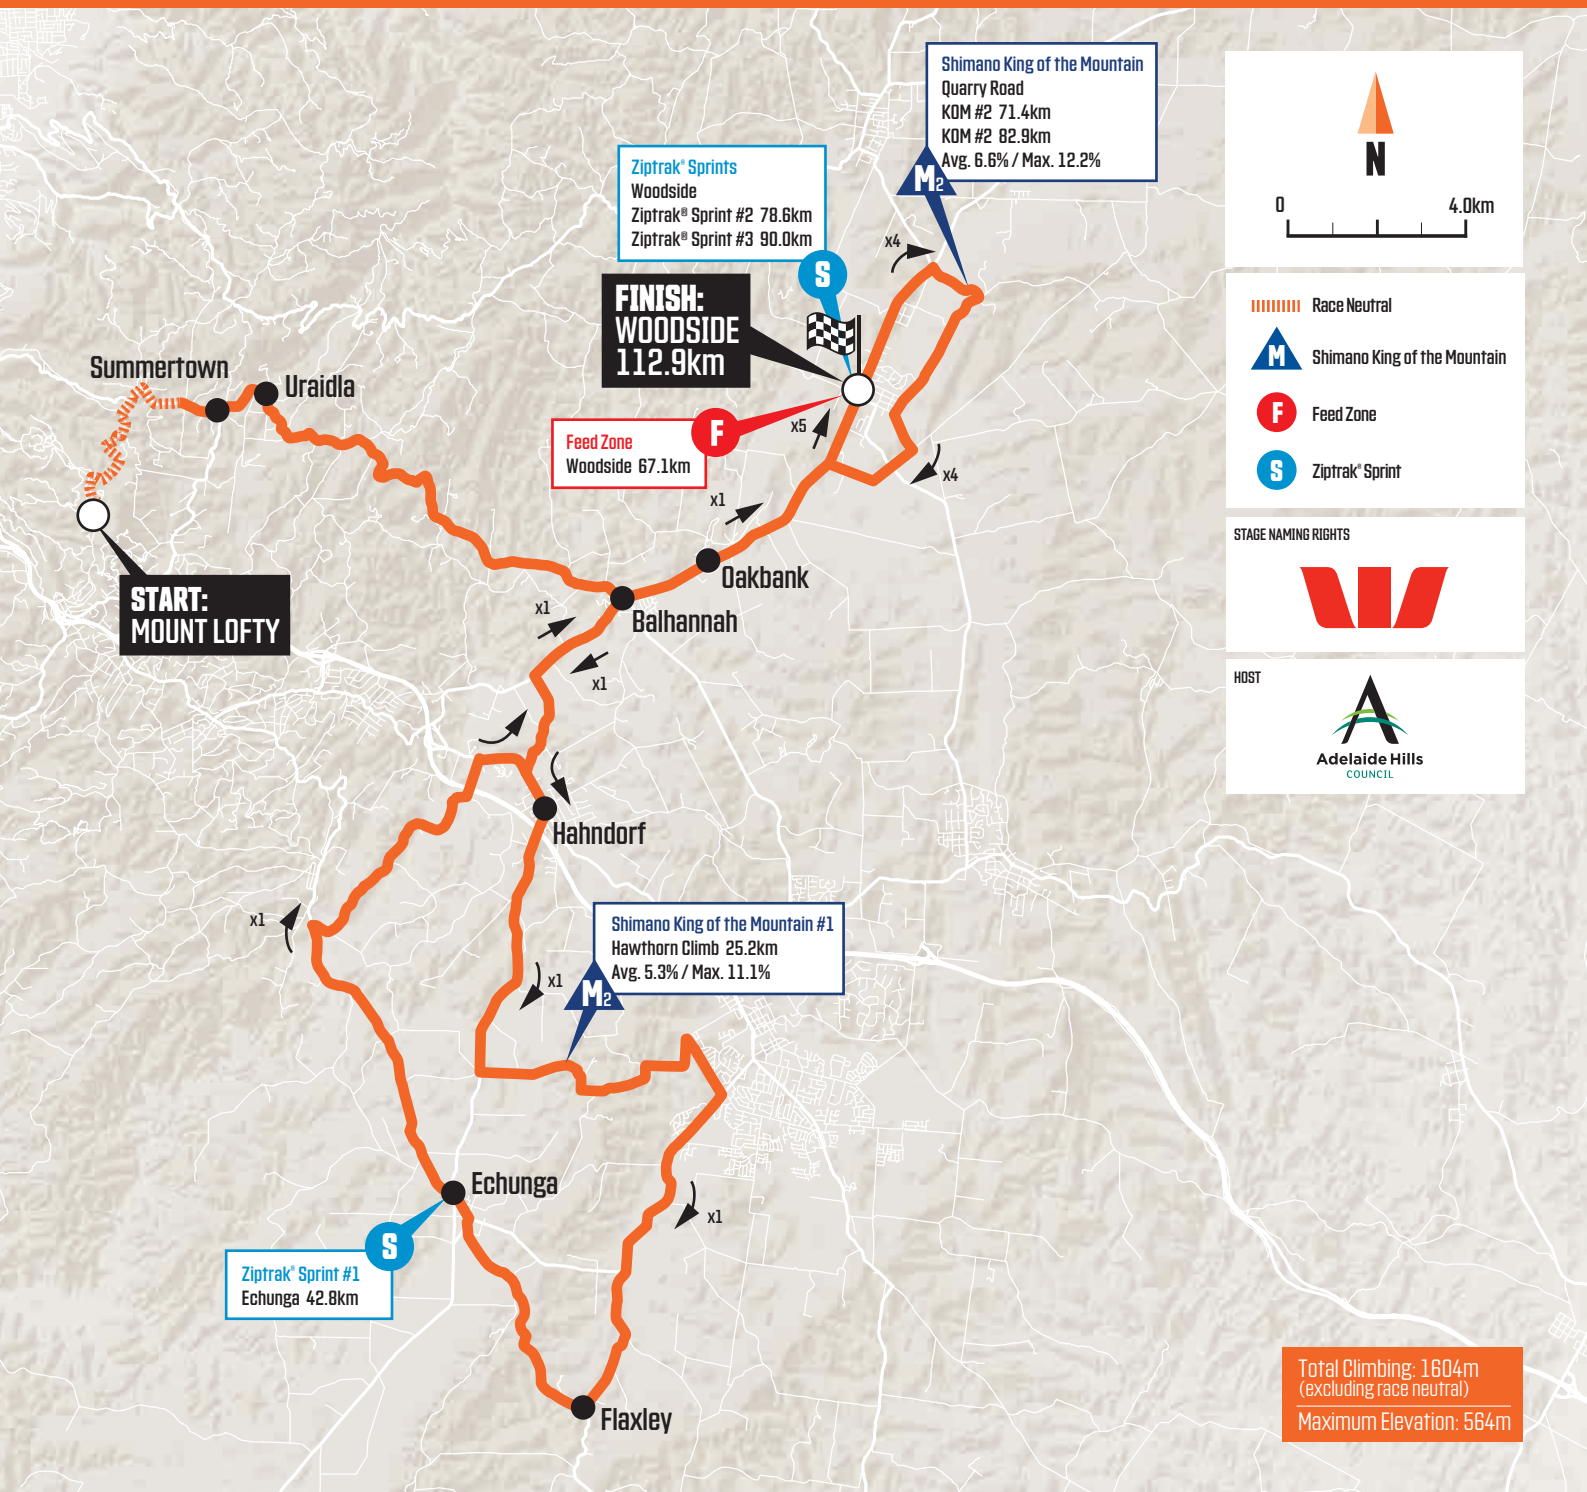 Shimano King of the Mountain
Quarry Road
KOM #2 71.4km
KOM #2 82.9km
Avg. 6.6% / Max. 12.2%
M2
N
0
4.0km
Ziptrak® Sprints
Woodside
Ziptrak® Sprint #2 78.6km
Ziptrak® Sprint #3 90.0km
S
x4
FINISH:
WOODSIDE
112.9km
Race Neutral
M
Shimano King of the Mountain
F
Feed Zone
S
Ziptrak® Sprint
Summertown
Uraidla
Feed Zone
Woodside 67.1km
F
x5
x4
x1
STAGE NAMING RIGHTS
START:
MOUNT LOFTY
Oakbank
Balhannah
x1
x1
HOST
Adelaide Hills
COUNCIL
Hahndorf
x1
Shimano King of the Mountain #1
Hawthorn Climb 25.2km
Avg. 5.3% / Max. 11.1%
M2
x1
Echunga
x1
S
Ziptrak® Sprint #1
Echunga 42.8km
Flaxley
Total Climbing: 1604m
(excluding race neutral)
Maximum Elevation: 564m